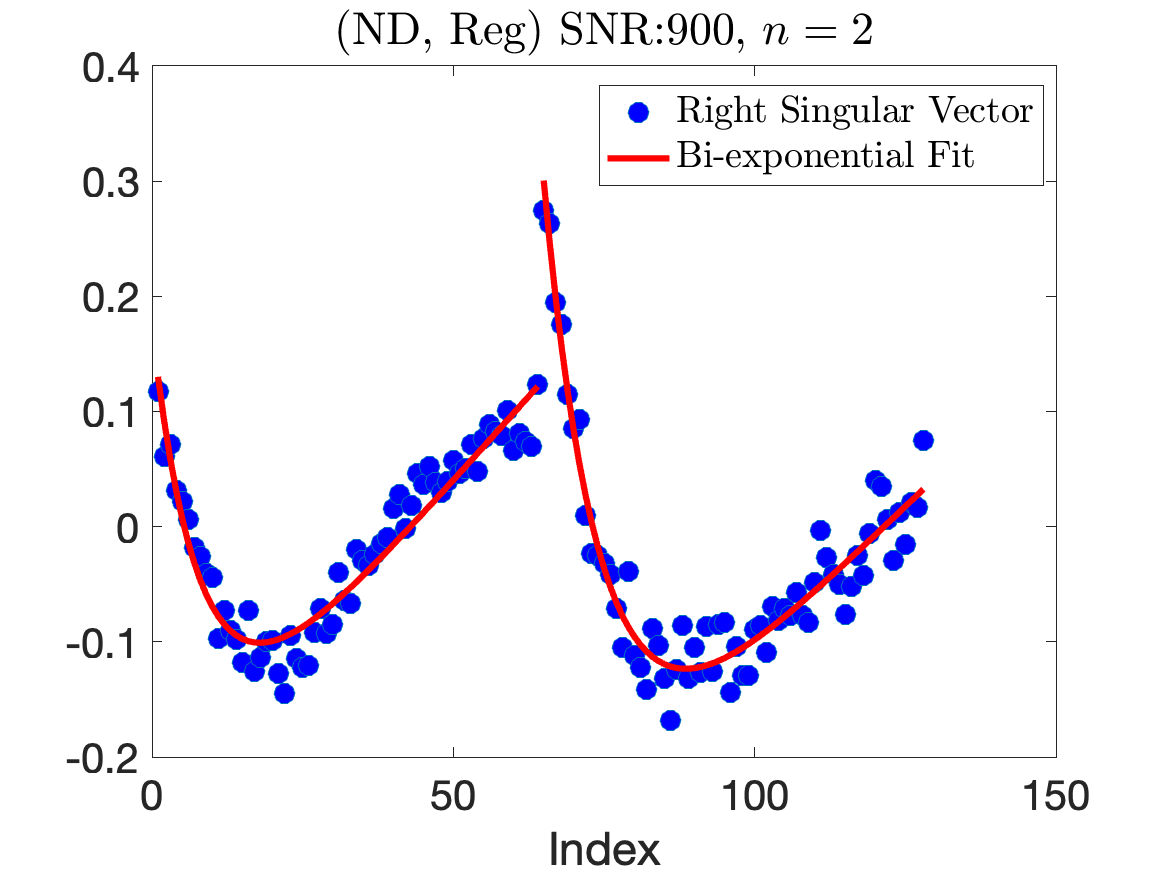 (ND, Reg) SNR:900, n = 2
0.4
0.3
0.2
0.1
0
-0.1
-0.2
Right Singular Vector
Bi-exponential Fit
0 50 100 150
Index